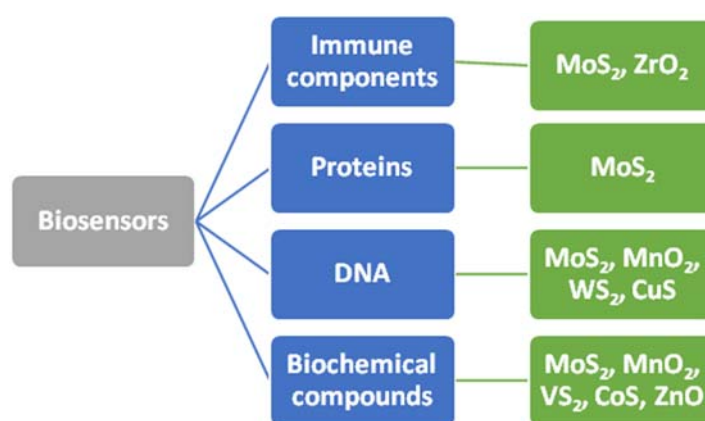 Biosensors
Immune
components
MoS₂, ZrO₂
Proteins
MoS₂
DNA
MoS₂, MnO₂,
WS₂, CuS
Biochemical
compounds
MoS₂, MnO₂,
VS₂, CoS, ZnO